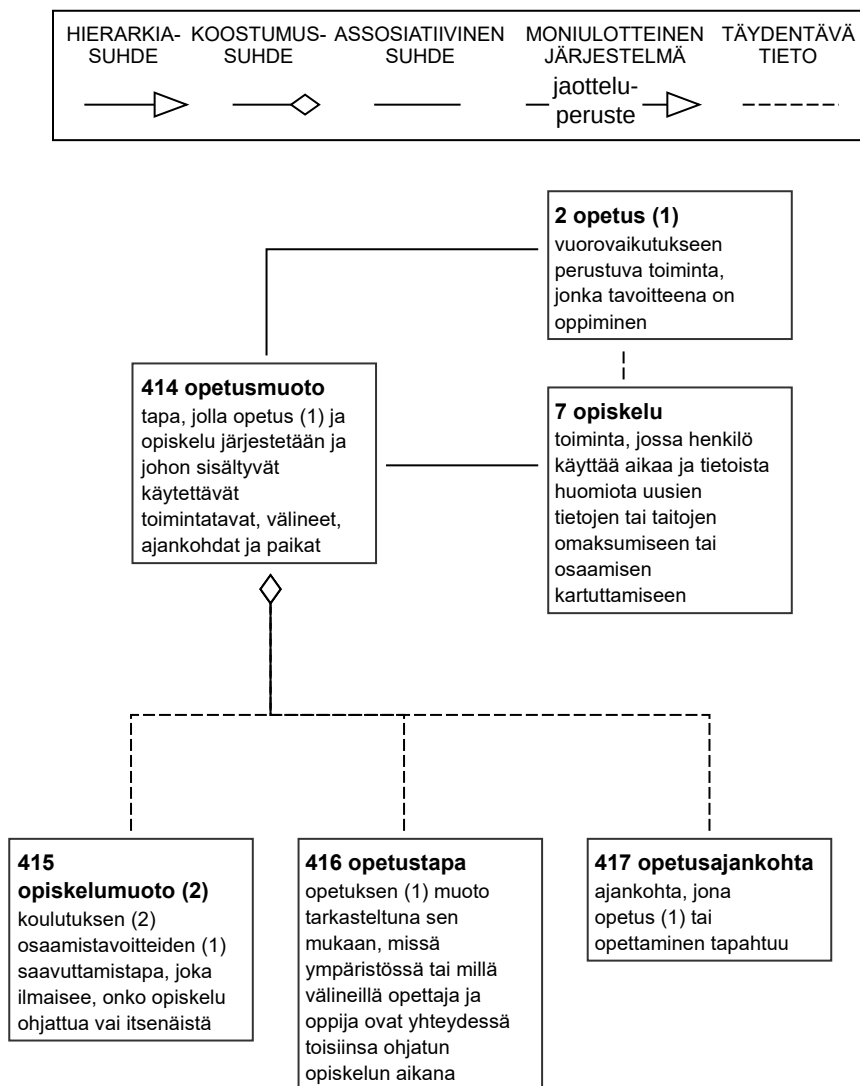 HIERARKIA-
SUHDE
KOOSTUMUS-
SUHDE
ASSOSIATIIVINEN
SUHDE
MONIULOTTEINEN
JÄRJESTELMÄ
TÄYDENTÄVÄ
TIETO
jaottelu-
peruste
2 opetus (1)
vuorovaikutukseen
perustuva toiminta,
jonka tavoitteena on
oppiminen
414 opetusmuoto
tapa, jolla opetus (1) ja
opiskelu järjestetään ja
johon sisältyvät
käytettävät
toimintatavat, välineet,
ajankohdat ja paikat
7 opiskelu
toiminta, jossa henkilö
käyttää aikaa ja tietoista
huomiota uusien
tietojen tai taitojen
omaksumiseen tai
osaamisen
kartuttamiseen
415
opiskelumuoto (2)
koulutuksen (2)
osaamistavoitteiden (1)
saavuttamistapa, joka
ilmaisee, onko opiskelu
ohjattua vai itsenäistä
416 opetustapa
opetuksen (1) muoto
tarkasteltuna sen
mukaan, missä
ympäristössä tai millä
välineillä opettaja ja
oppija ovat yhteydessä
toisiinsa ohjatun
opiskelun aikana
417 opetusajankohta
ajankohta, jona
opetus (1) tai
opettaminen tapahtuu